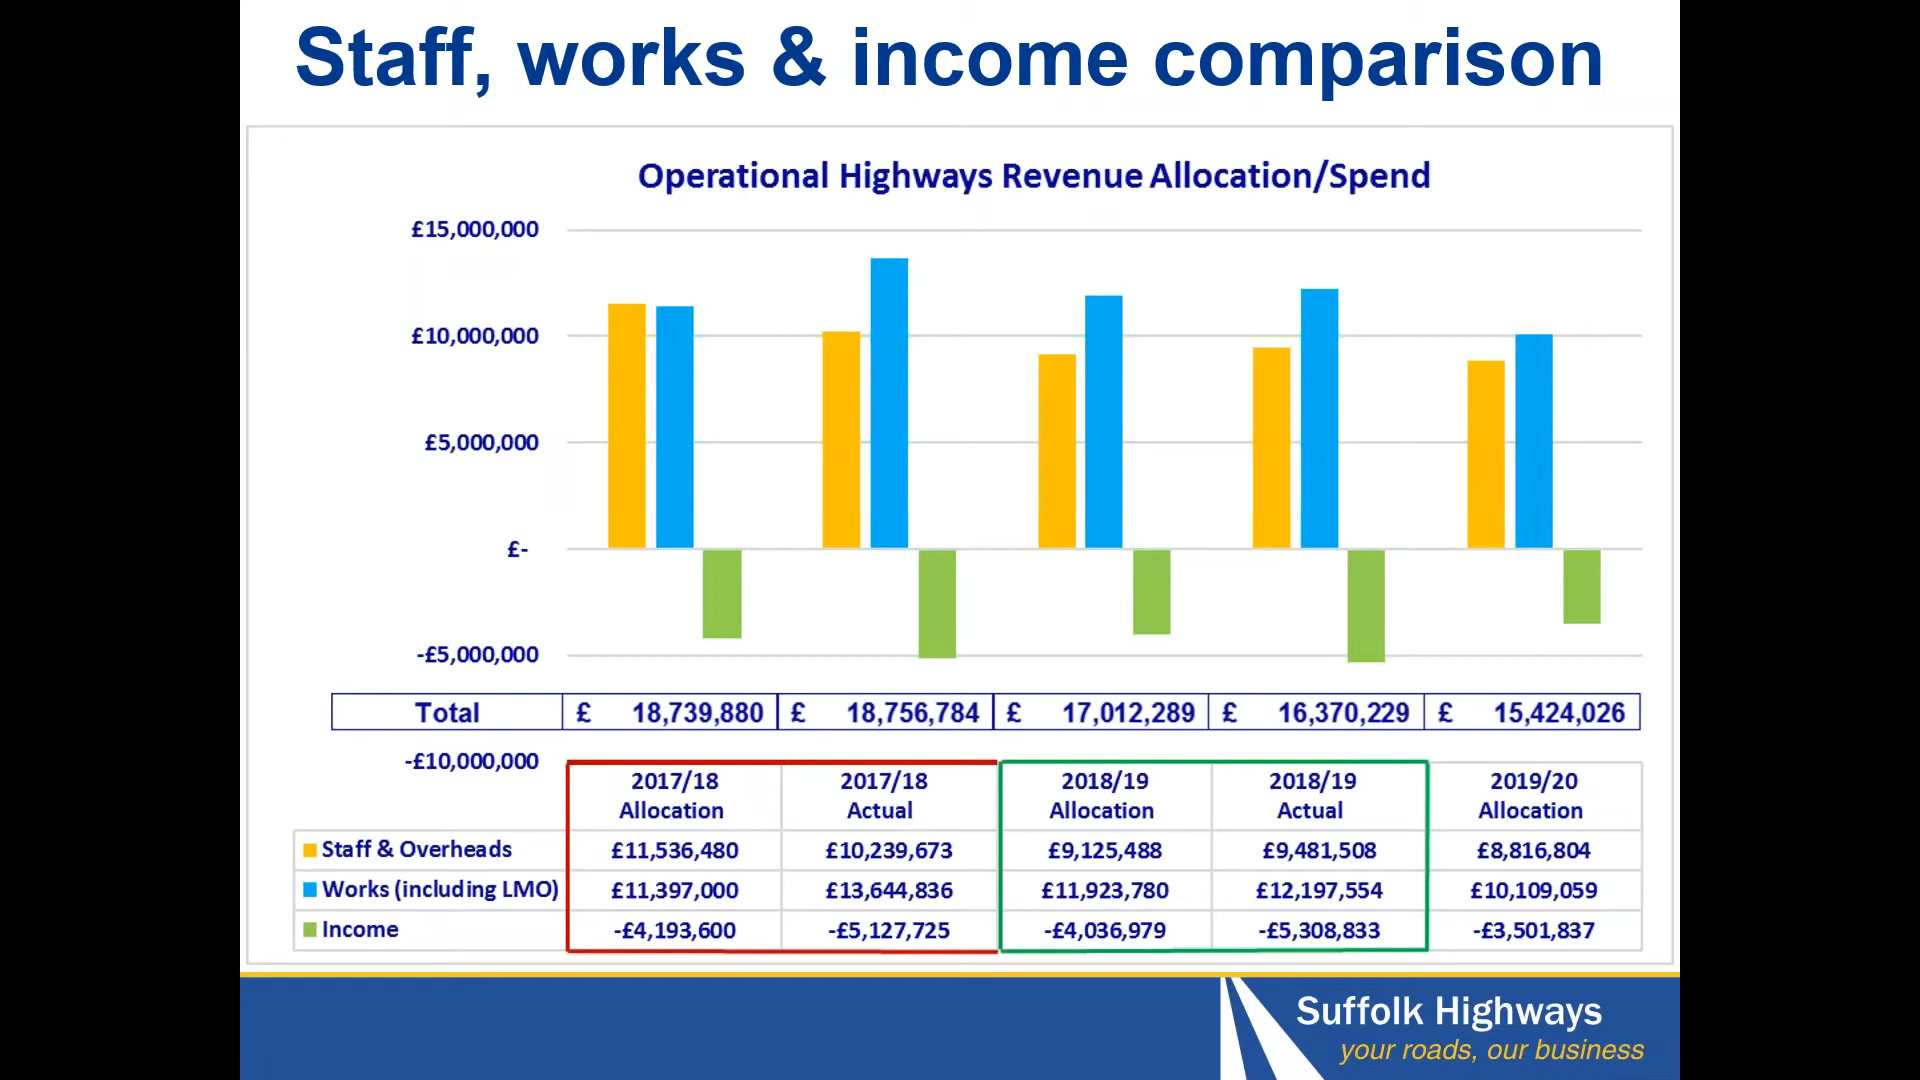 Staff, works & income comparison
Operational Highways Revenue Allocation/Spend
£15,000,000
£10,000,000
£5,000,000
£-
-£5,000,000
Total £ 18,739,880 £ 18,756,784 £ 17,012,289 £ 16,370,229 £ 15,424,026
-£10,000,000
2017/18 2017/18 2018/19 2018/19 2019/20
Allocation Actual Allocation Actual Allocation
Staff & Overheads £11,536,480 £10,239,673 £9,125,488 £9,481,508 £8,816,804
Works (including LMO) £11,397,000 £13,644,836 £11,923,780 £12,197,554 £10,109,059
Income -£4,193,600 -£5,127,725 -£4,036,979 -£5,308,833 -£3,501,837
Suffolk Highways
your roads, our business